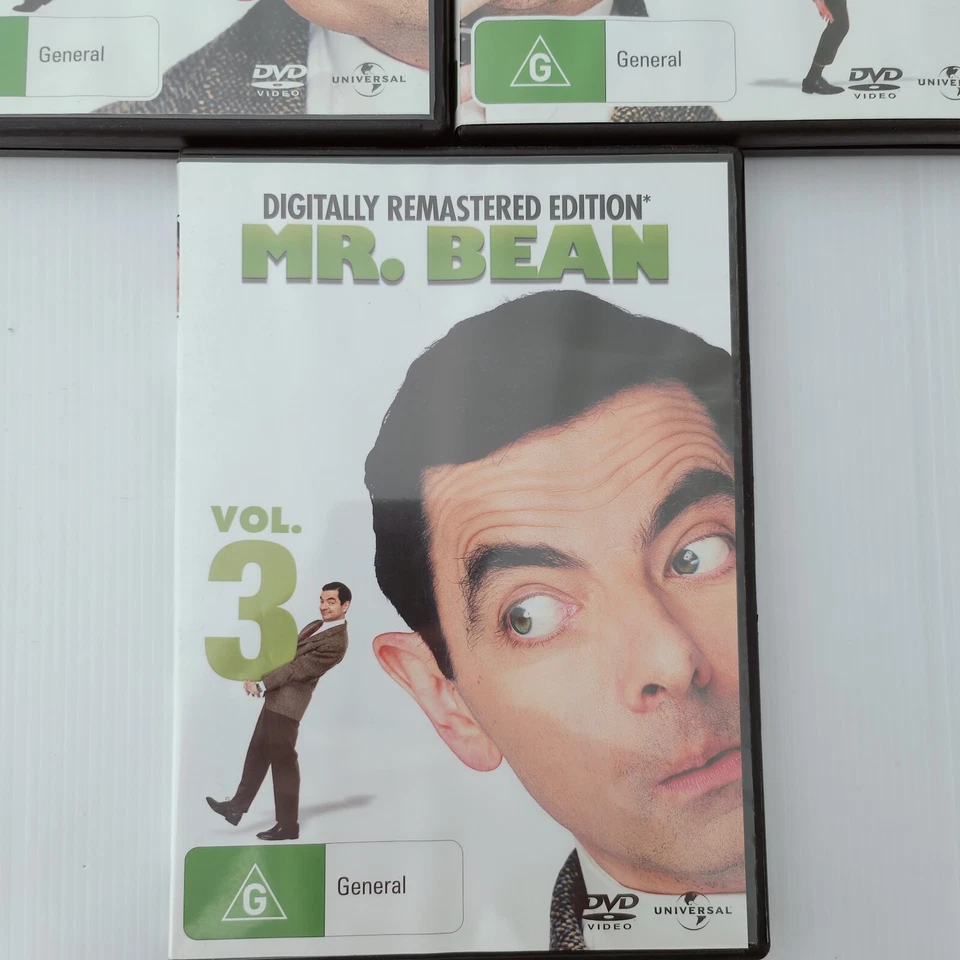 General
DVD
VIDEO
UNIVERSAL
G
General
DVD
VIDEO
DIGITALLY REMASTERED EDITION*
MR. BEAN
VOL.
3
G
General
DVD
VIDEO
UNIVERSAL